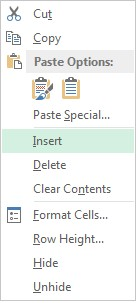 Cut
Copy
Paste Options:
Paste Special...
Insert
Delete
Clear Contents
Format Cells...
Row Height...
Hide
Unhide